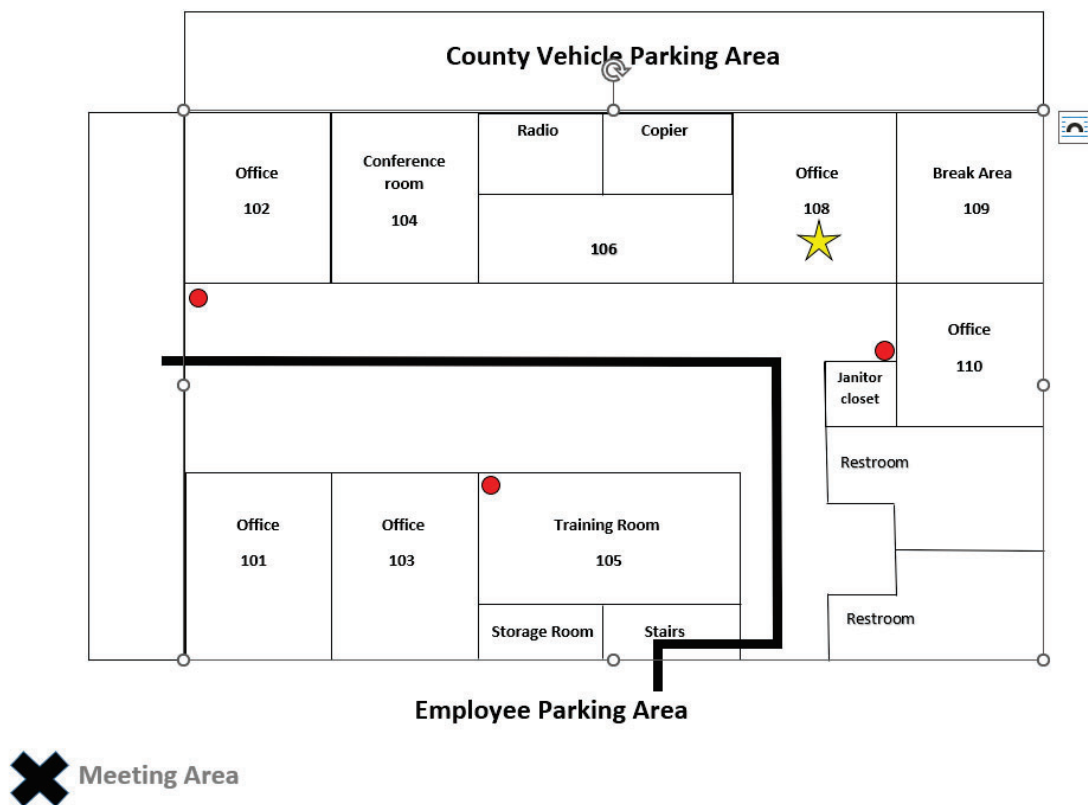 County Vehicle Parking Area
Radio
Copier
Office
102
Conference
room
104
106
Office
108
Break Area
109
Office
110
Janitor
closet
Restroom
Office
101
Office
103
Training Room
105
Storage Room
Stairs
Restroom
Employee Parking Area
Meeting Area